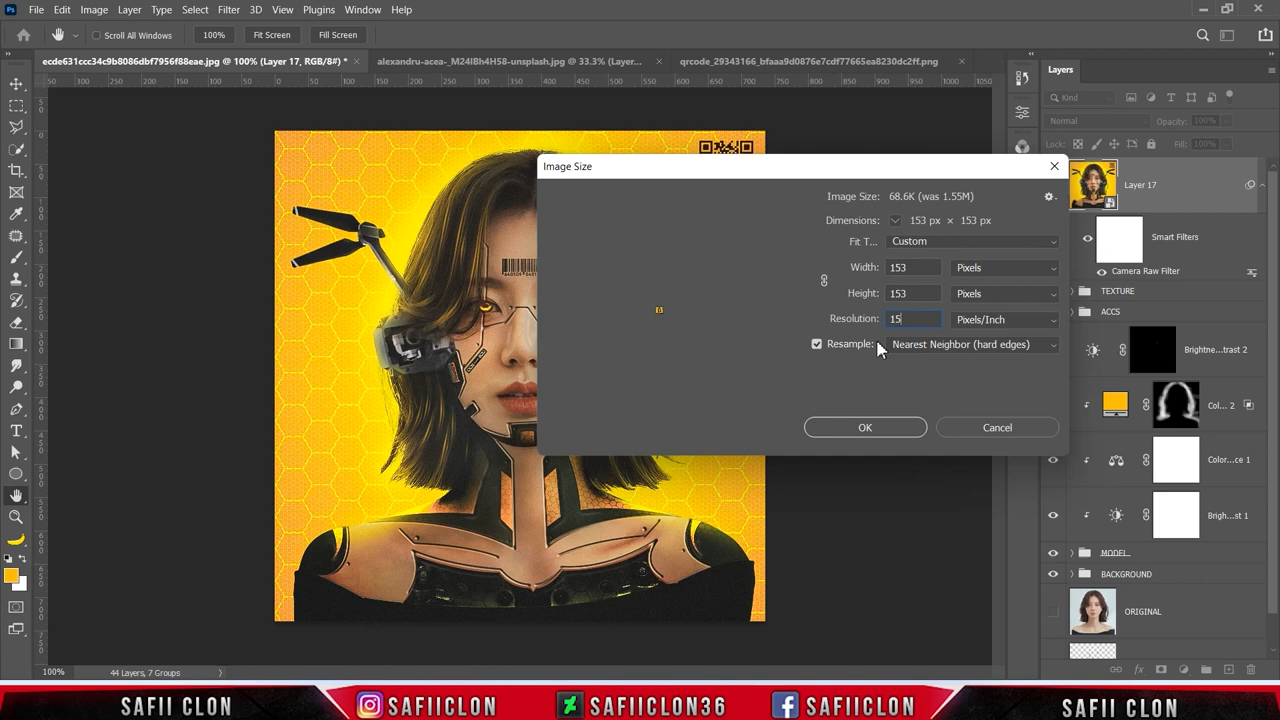 Ps File Edit Image Layer Type Select Filter 3D View Plugins Window Help
Scroll All Windows 100% Fit Screen Fill Screen
ecde631ccc34c9b8086dbf7956f88eae.jpg @ 100% (Layer 17, RGB/8#) * alexandru-acea-_M24lBh4H58-unsplash.jpg @ 33.3% (Laye... qrcode_29343166_bfaaa9d0876e7cdf77665ea8230dc2ff.png
Layers
Kind
Normal Opacity: 100%
Lock: Fill: 100%
Layer 17
Smart Filters
Camera Raw Filter
TEXTURE
ACCS
Brightne...trast 2
Col... 2
Color...ce 1
Brigh...st 1
MODEL
BACKGROUND
ORIGINAL
Image Size
Image Size: 68.6K (was 1.55M)
Dimensions: 153 px × 153 px
Fit T... Custom
Width: 153 Pixels
Height: 153 Pixels
Resolution: 15 Pixels/Inch
Resample: Nearest Neighbor (hard edges)
OK Cancel
100% 44 Layers, 7 Groups
SAFII CLON SAFIICLON SAFIICLON36 SAFIICLON SAFII CLON